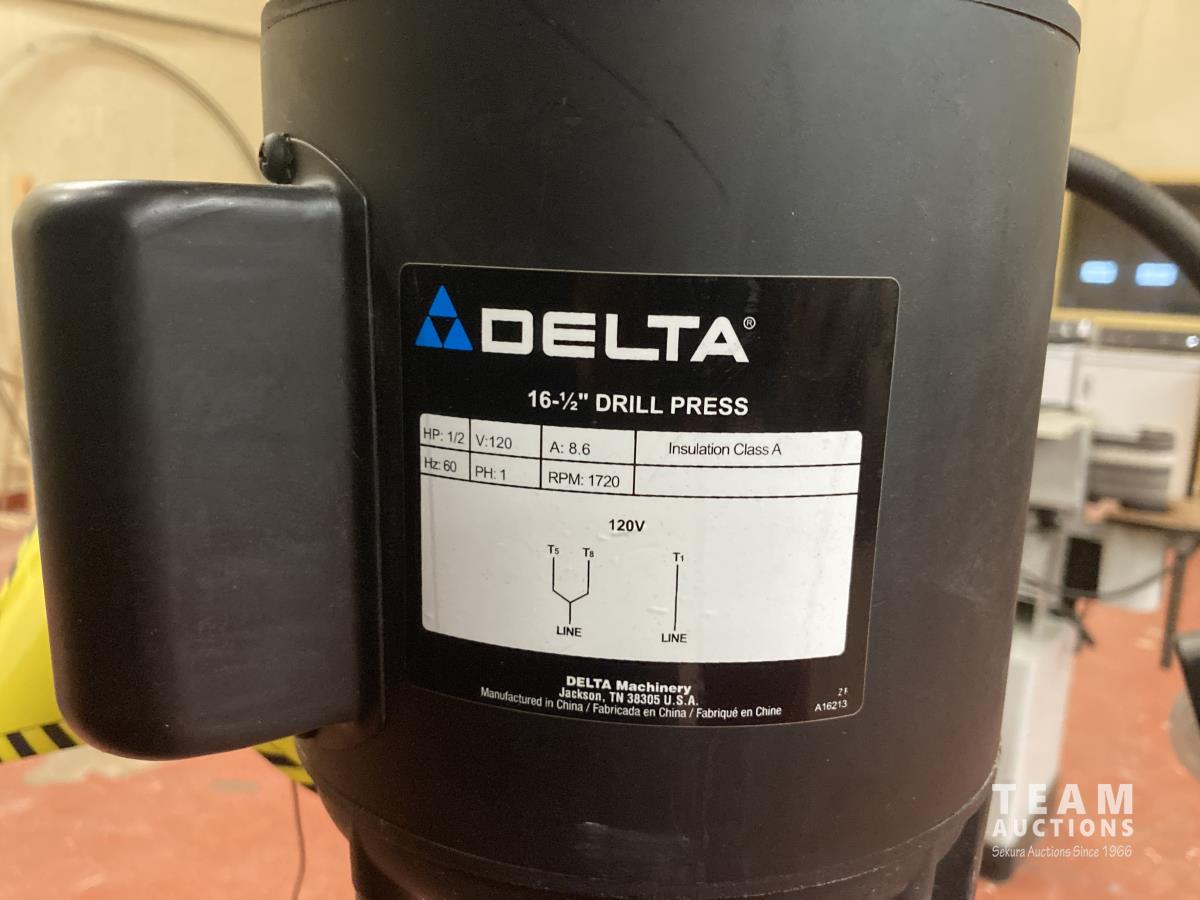 DELTA®
16-½" DRILL PRESS
HP: 1/2 V:120 A: 8.6 Insulation Class A
Hz: 60 PH: 1 RPM: 1720
120V
T5 T8 T1
LINE LINE
DELTA Machinery
Jackson, TN 38305 U.S.A.
Manufactured in China / Fabricada en China / Fabriqué en Chine
A16213
TEAM
AUCTIONS
Sekura Auctions Since 1966